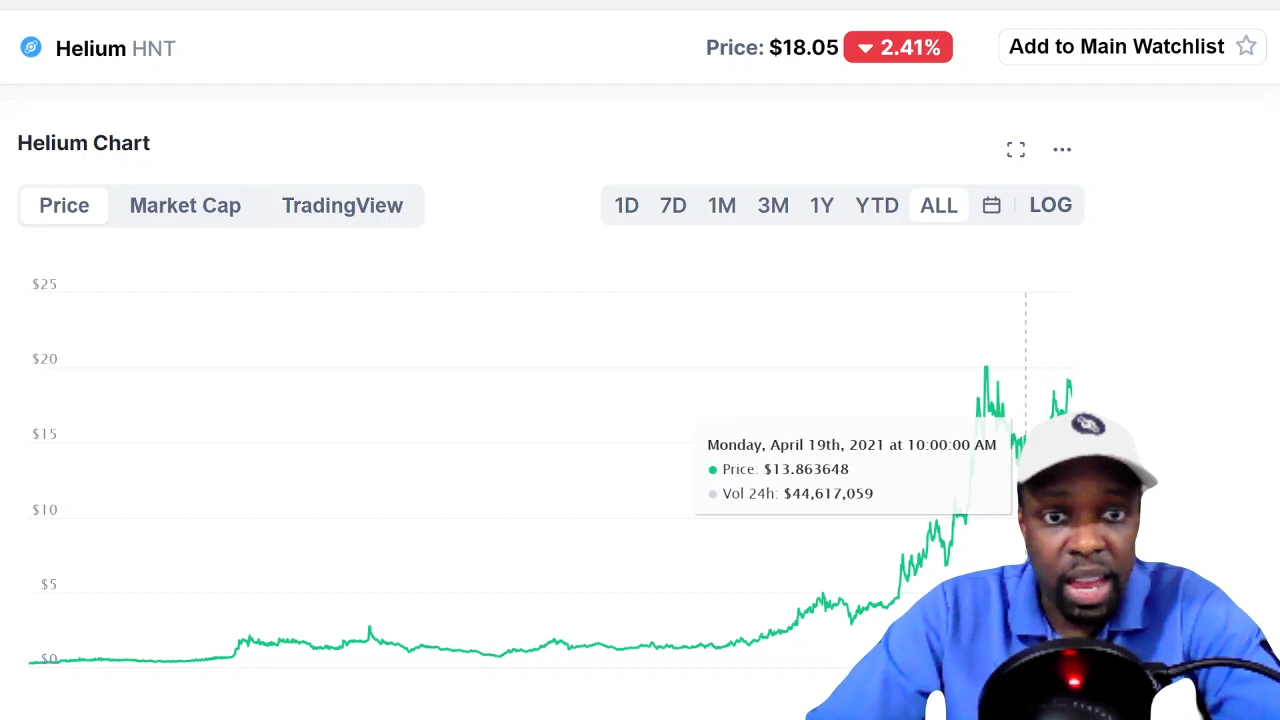 Helium HNT
Price: $18.05 2.41%
Add to Main Watchlist
Helium Chart
Price Market Cap TradingView
1D 7D 1M 3M 1Y YTD ALL LOG
$25
$20
$15
$10
$5
$0
Monday, April 19th, 2021 at 10:00:00 AM
Price: $13.863648
Vol 24h: $44,617,059